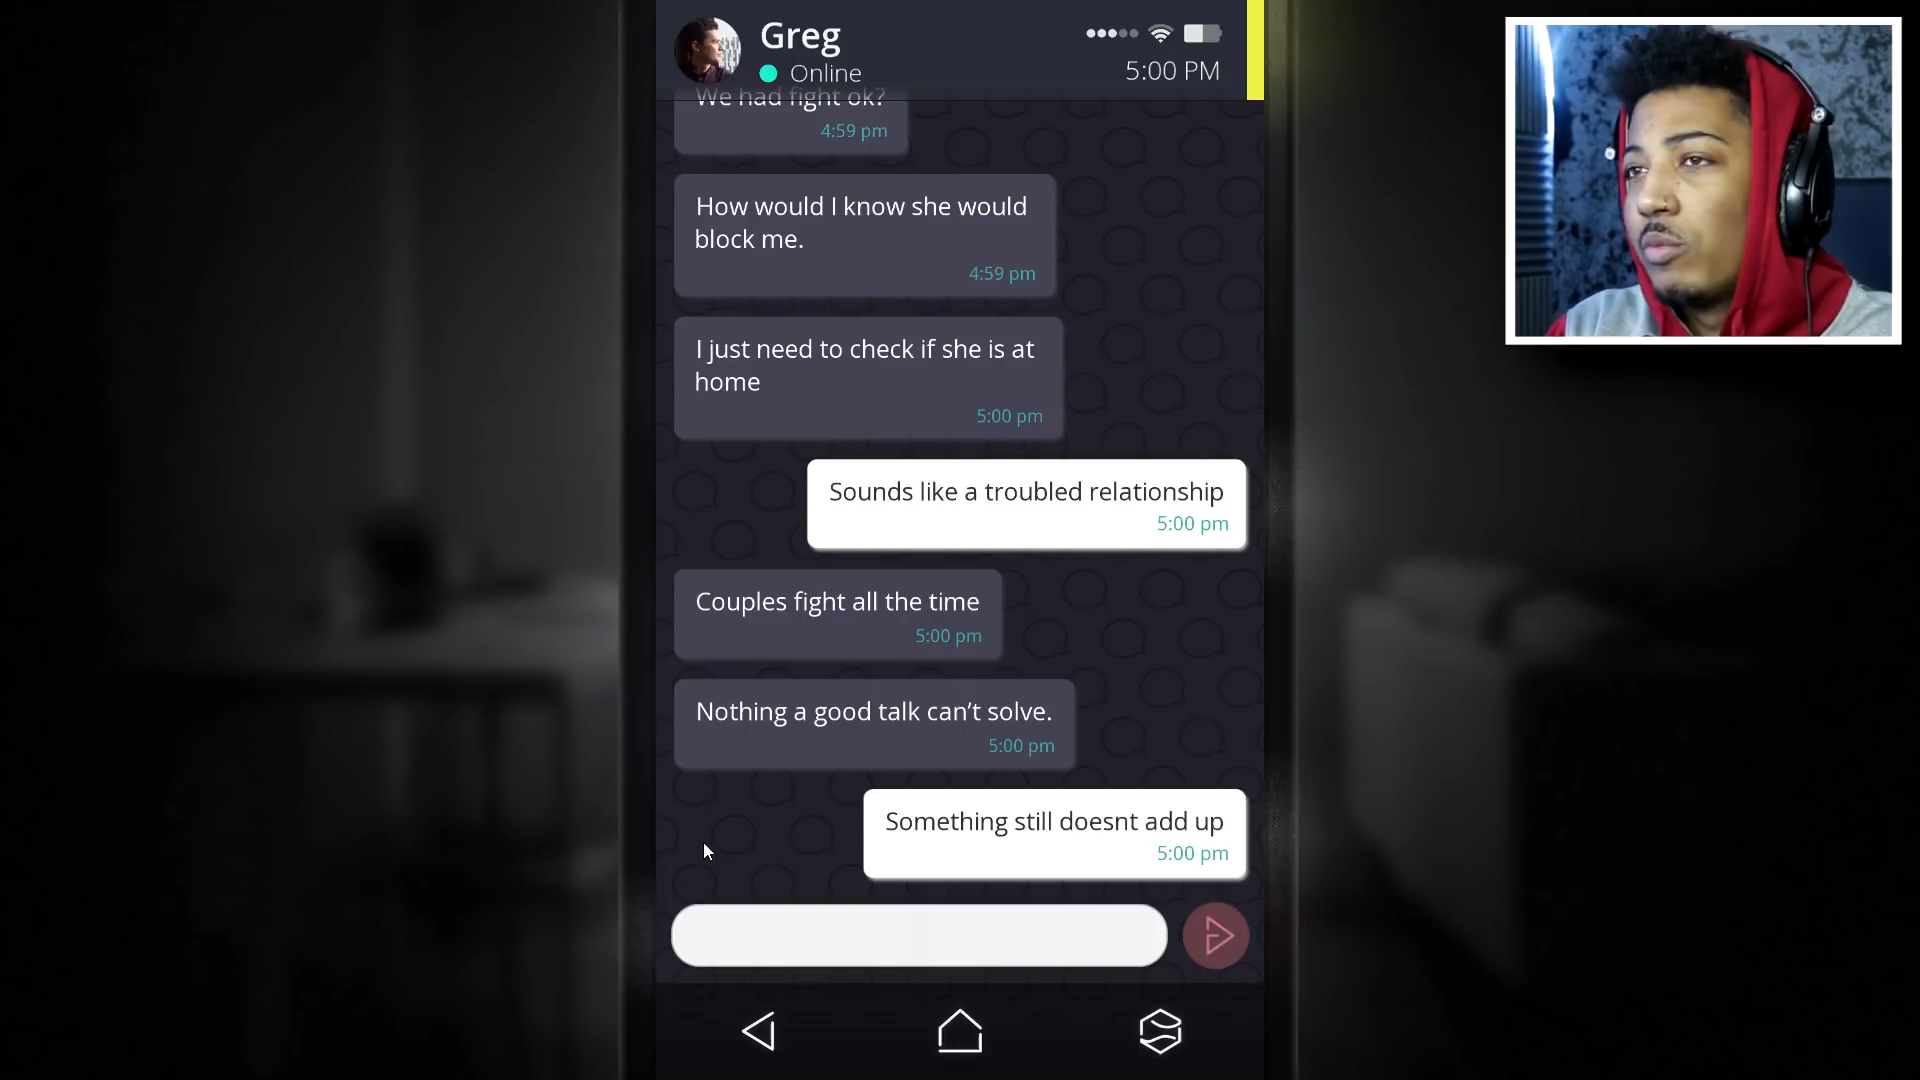 Greg
Online
5:00 PM
We had fight ok?
4:59 pm
How would I know she would
block me.
4:59 pm
I just need to check if she is at
home
5:00 pm
Sounds like a troubled relationship
5:00 pm
Couples fight all the time
5:00 pm
Nothing a good talk can’t solve.
5:00 pm
Something still doesnt add up
5:00 pm